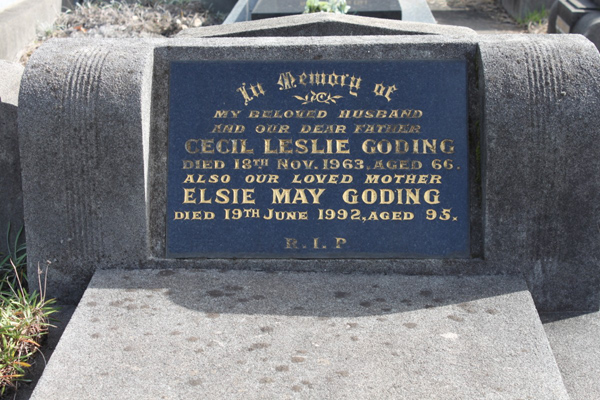 In Memory of
MY BELOVED HUSBAND
AND OUR DEAR FATHER
CECIL LESLIE GODING
DIED 18TH NOV. 1963, AGED 66.
ALSO OUR LOVED MOTHER
ELSIE MAY GODING
DIED 19TH JUNE 1992, AGED 95.
R.I.P